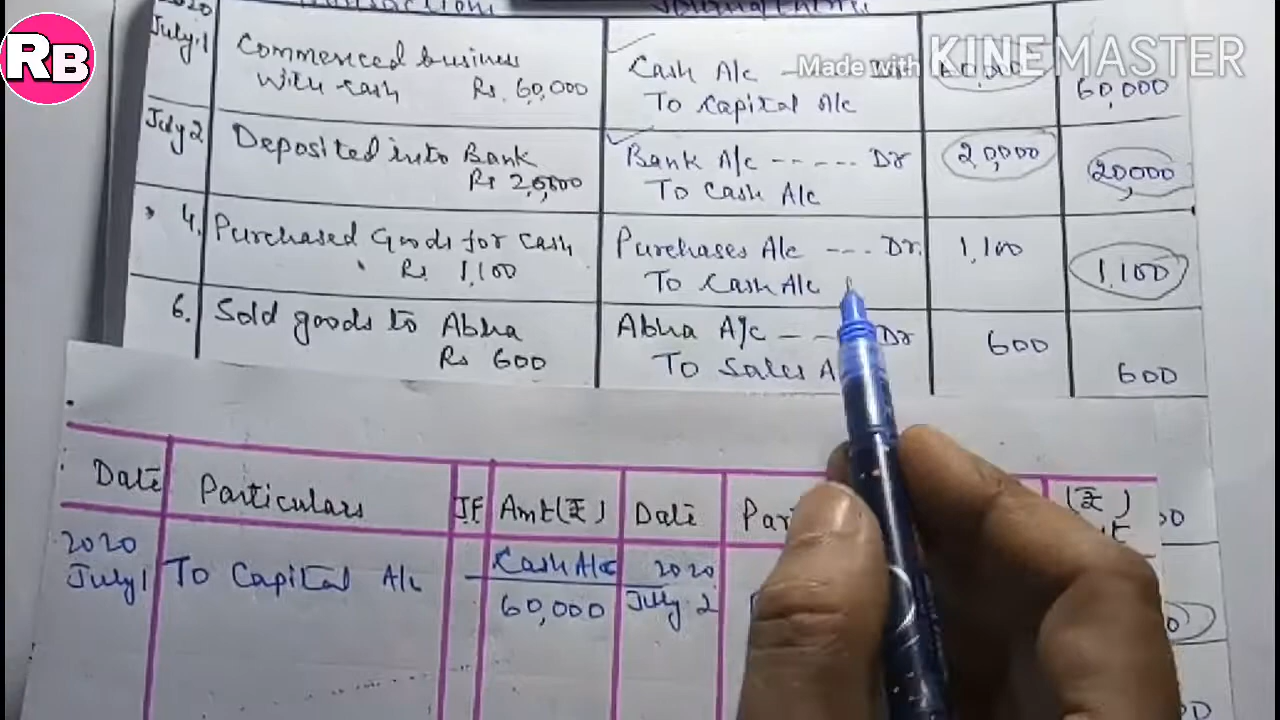 RB
Made with KINEMASTER
2020
July.1 Commenced business
with cash Rs. 60,000
Cash A/c
To Capital A/c 60,000
July 2 Deposited into Bank
Rs 20,000
Bank A/c ----- Dr 20,000
To Cash A/c 20,000
4. Purchased Goods for cash
Rs 1,100
Purchases A/c --- Dr. 1,100
To Cash A/c 1,100
6. Sold goods to Abha
Rs 600
Abha A/c -- Dr 600
To Sales A 600
Date Particulars J.F Amt(₹) Date Par (₹)
2020 Cash A/c 2020
July 1 To Capital A/c 60,000 July 2